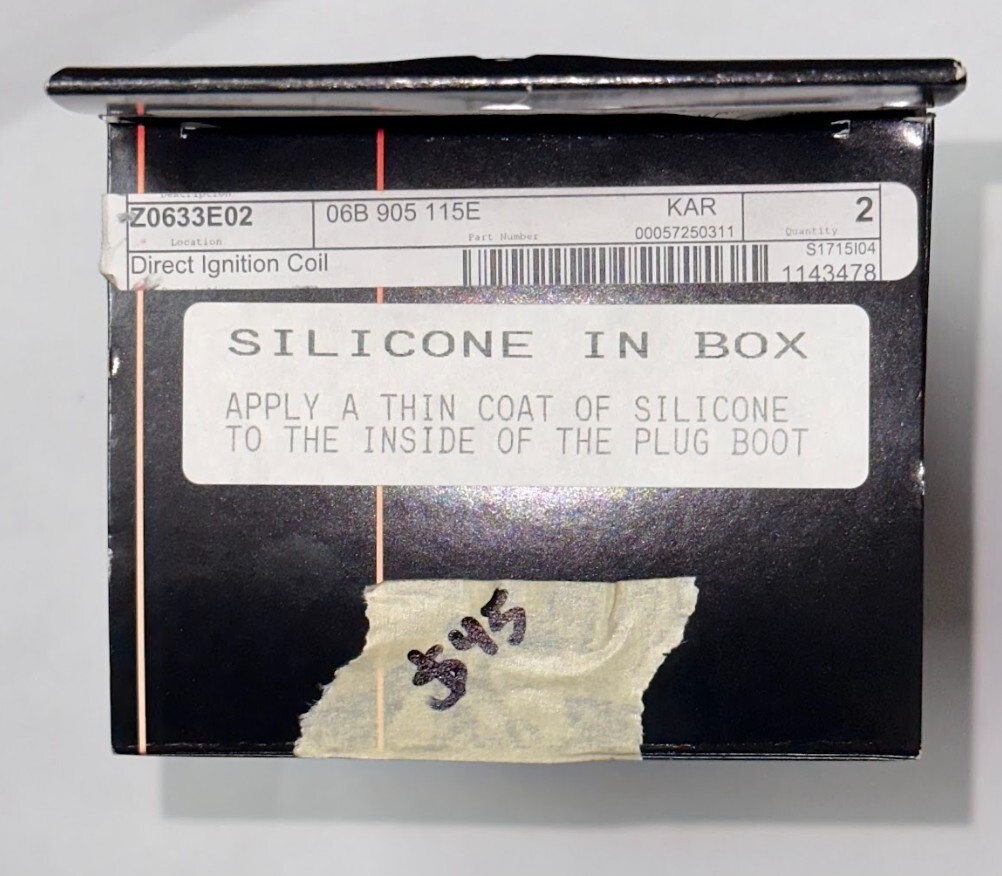 Description
Z0633E02
06B 905 115E
KAR
2
Location
Part Number
00057250311
Quantity
Direct Ignition Coil
S1715I04
1143478
SILICONE IN BOX
APPLY A THIN COAT OF SILICONE
TO THE INSIDE OF THE PLUG BOOT
$45